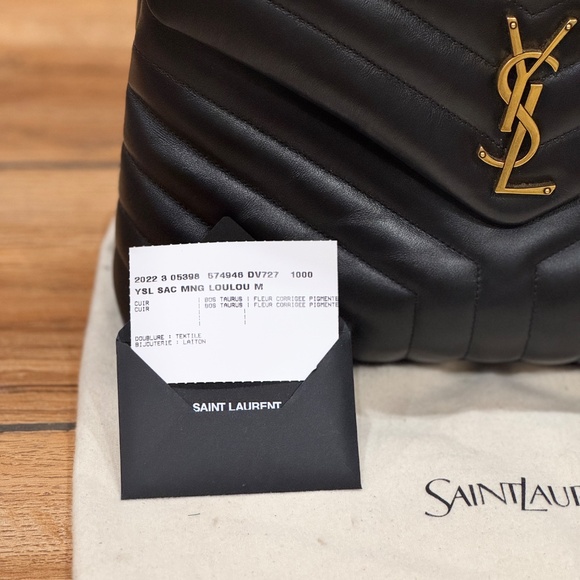 YSL
2022 3 05398 574946 DV727 1000
YSL SAC MNG LOULOU M
CUIR | BOS TAURUS | FLEUR CORRIGEE PIGMENTE
CUIR | BOS TAURUS | FLEUR CORRIGEE PIGMENTE
DOUBLURE : TEXTILE
BIJOUTERIE : LAITON
SAINT LAURENT
SAINT LAUR